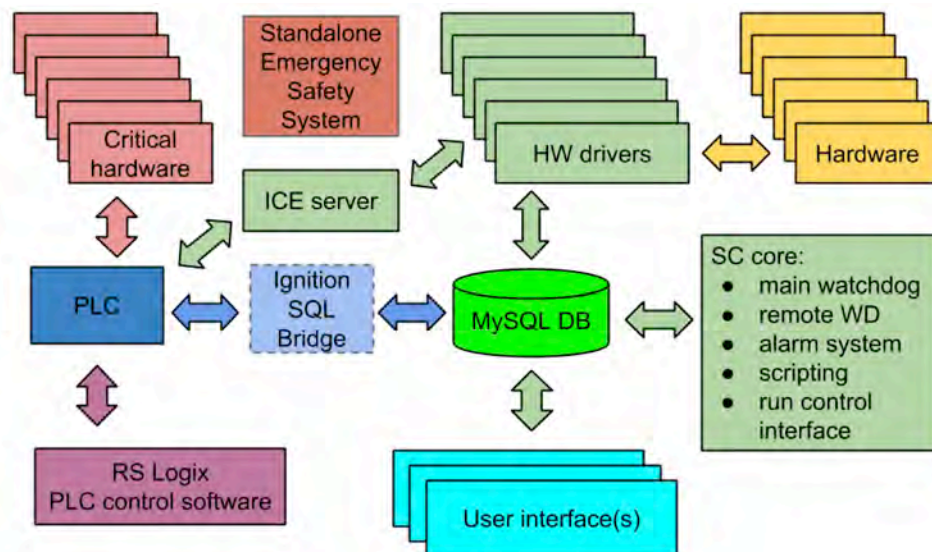 Standalone
Emergency
Safety
System
Critical
hardware
HW drivers
Hardware
ICE server
PLC
Ignition
SQL
Bridge
MySQL DB
SC core:
● main watchdog
● remote WD
● alarm system
● scripting
● run control
interface
RS Logix
PLC control software
User interface(s)